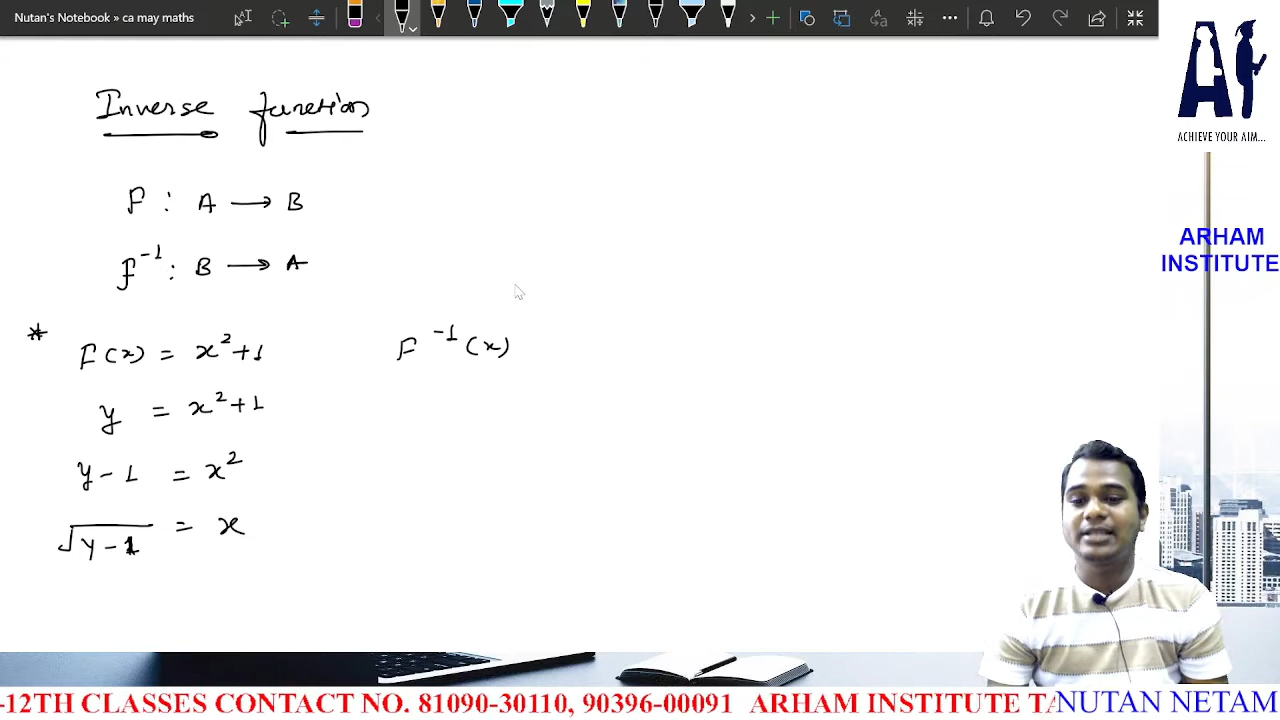 Nutan's Notebook » ca may maths
Inverse function
F : A → B
f⁻¹ : B → A
* F(x) = x² + 1
F⁻¹(x)
y = x² + 1
y - 1 = x²
√y - 1 = x
ACHIEVE YOUR AIM...
ARHAM
INSTITUTE
-12TH CLASSES CONTACT NO. 81090-30110, 90396-00091 ARHAM INSTITUTE TA
NUTAN NETAM